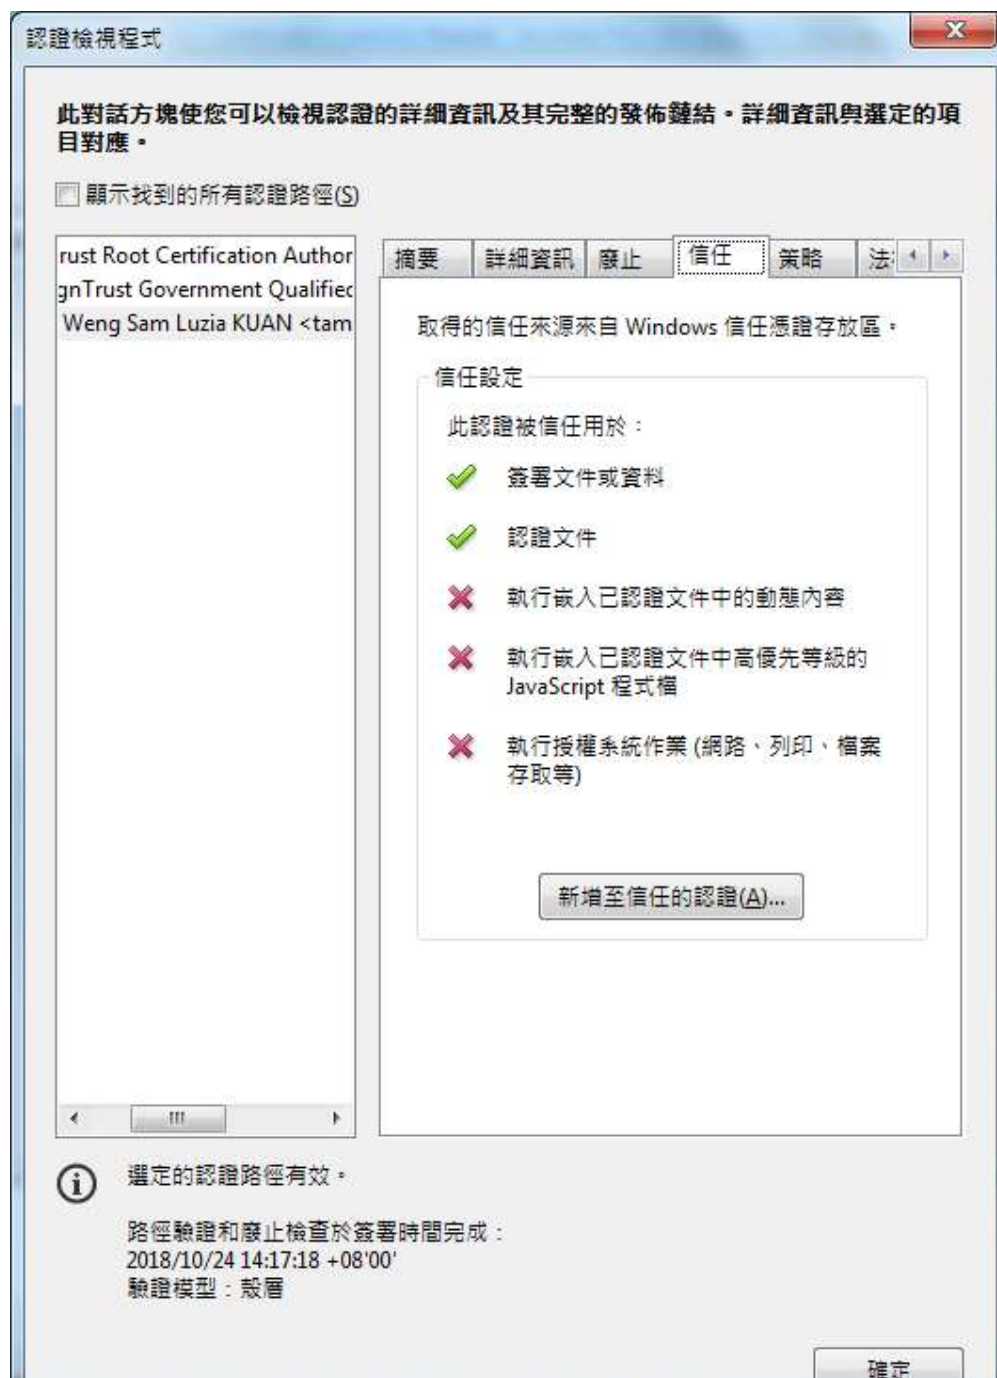 認證檢視程式
此對話方塊使您可以檢視認證的詳細資訊及其完整的發佈鏈結。詳細資訊與選定的項
目對應。
顯示找到的所有認證路徑(S)
rust Root Certification Author
gnTrust Government Qualified
Weng Sam Luzia KUAN <tam
摘要 詳細資訊 廢止 信任 策略 法
取得的信任來源來自 Windows 信任憑證存放區。
信任設定
此認證被信任用於：
簽署文件或資料
認證文件
執行嵌入已認證文件中的動態內容
執行嵌入已認證文件中高優先等級的
JavaScript 程式檔
執行授權系統作業 (網路、列印、檔案
存取等)
新增至信任的認證(A)...
選定的認證路徑有效。
路徑驗證和廢止檢查於簽署時間完成：
2018/10/24 14:17:18 +08'00'
驗證模型：殼層
確定